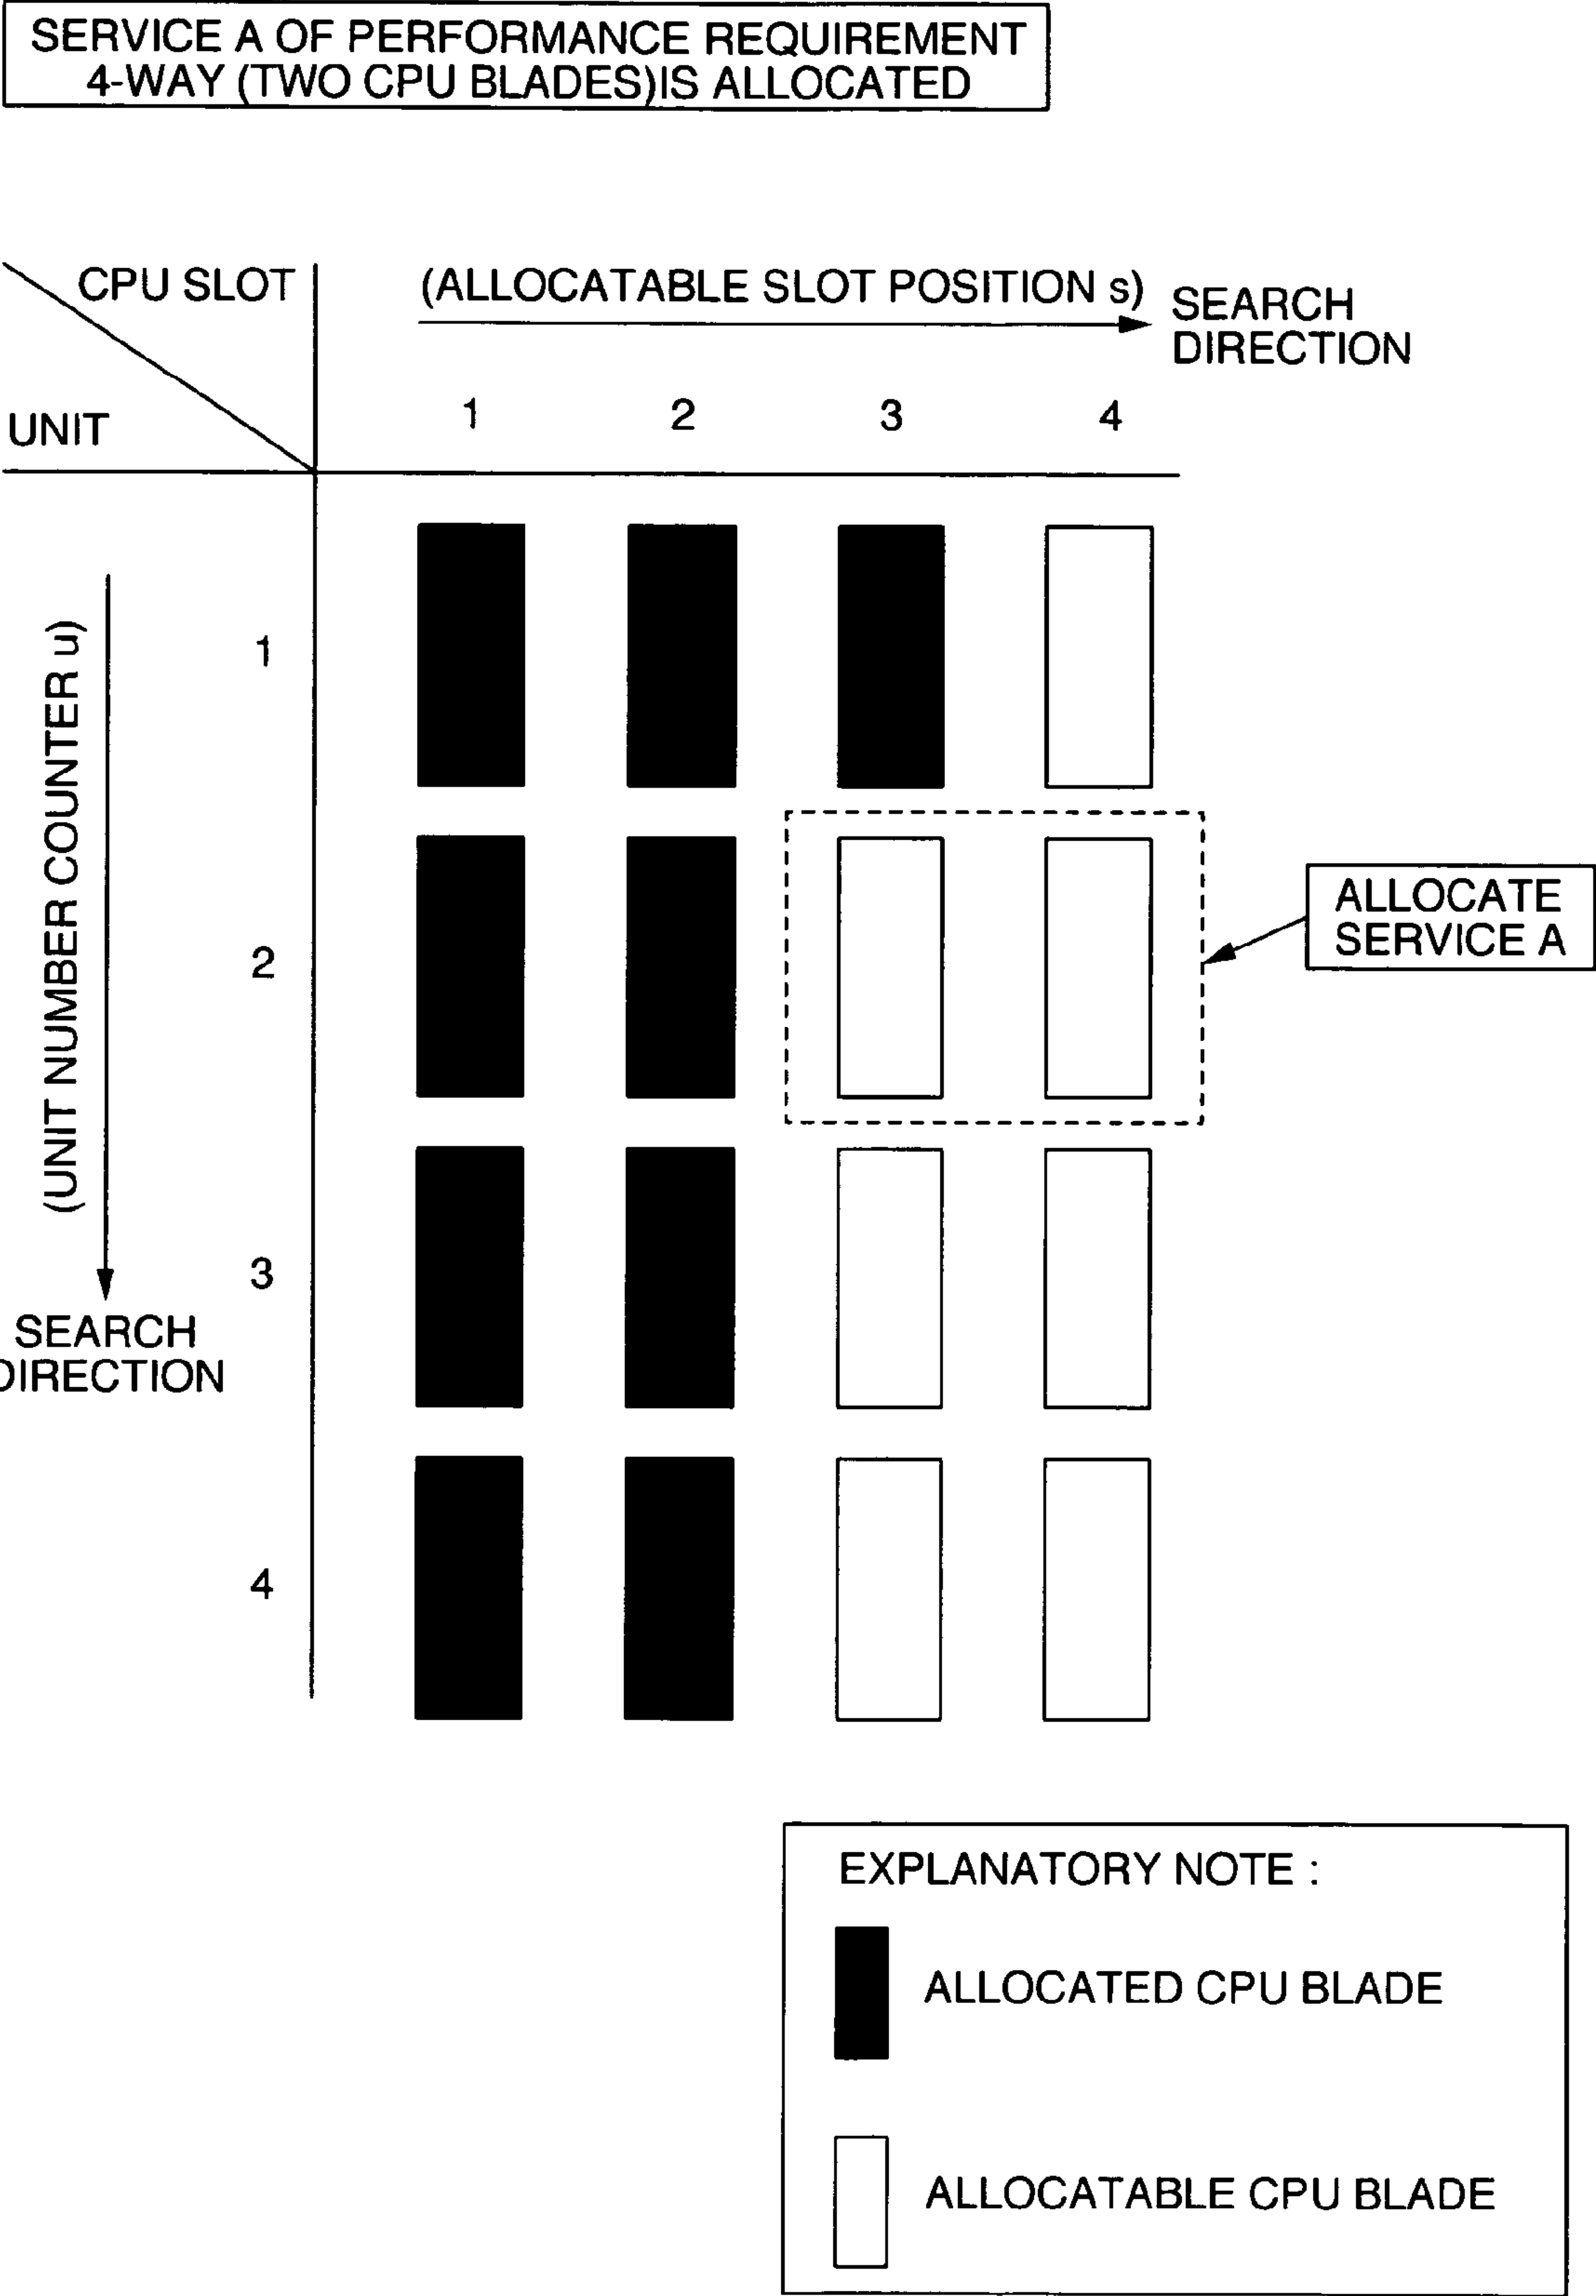 SERVICE A OF PERFORMANCE REQUIREMENT
4-WAY (TWO CPU BLADES)IS ALLOCATED
CPU SLOT
(ALLOCATABLE SLOT POSITION s)
SEARCH
DIRECTION
UNIT
1 2 3 4
(UNIT NUMBER COUNTER u)
SEARCH
DIRECTION
1
2
3
4
ALLOCATE
SERVICE A
EXPLANATORY NOTE :
ALLOCATED CPU BLADE
ALLOCATABLE CPU BLADE